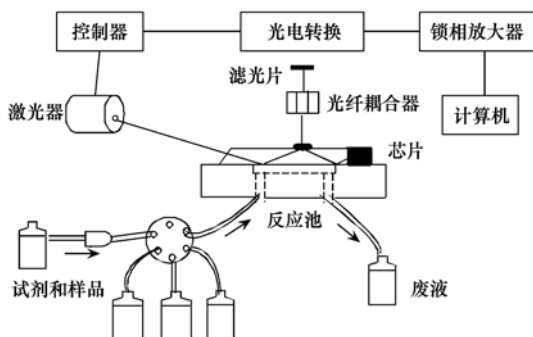 控制器
光电转换
锁相放大器
滤光片
光纤耦合器
激光器
计算机
芯片
反应池
试剂和样品
废液